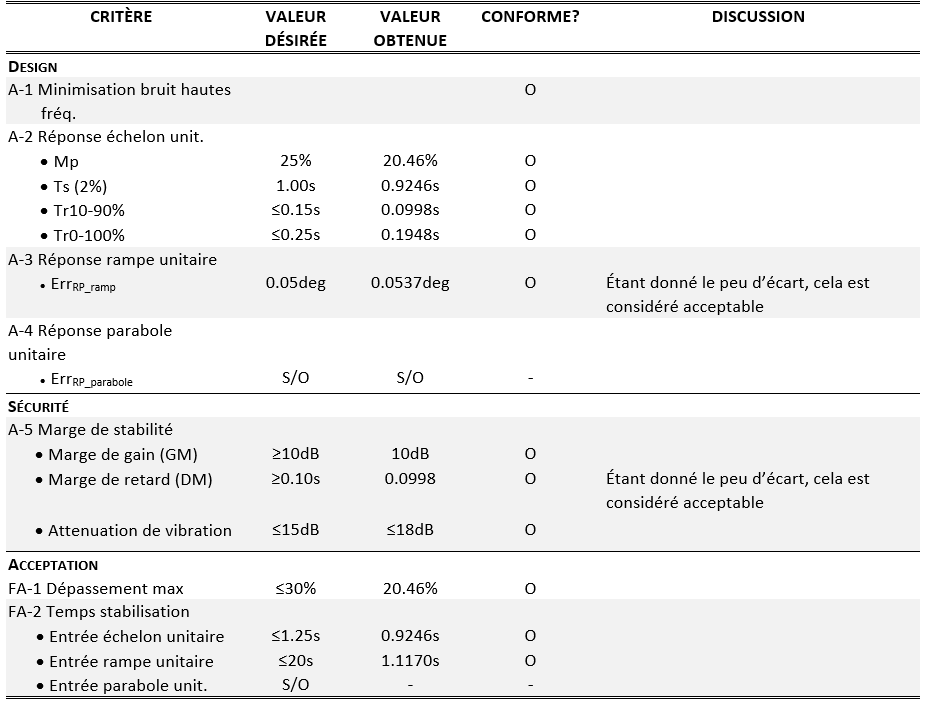 CRITÈRE VALEUR DÉSIRÉE VALEUR OBTENUE CONFORME? DISCUSSION
DESIGN
A-1 Minimisation bruit hautes fréq. O
A-2 Réponse échelon unit.
• Mp 25% 20.46% O
• Ts (2%) 1.00s 0.9246s O
• Tr10-90% ≤0.15s 0.0998s O
• Tr0-100% ≤0.25s 0.1948s O
A-3 Réponse rampe unitaire
• ErrRP_ramp 0.05deg 0.0537deg O Étant donné le peu d'écart, cela est
considéré acceptable
A-4 Réponse parabole
unitaire
• ErrRP_parabole S/O S/O -
SÉCURITÉ
A-5 Marge de stabilité
• Marge de gain (GM) ≥10dB 10dB O
• Marge de retard (DM) ≥0.10s 0.0998 O Étant donné le peu d'écart, cela est
considéré acceptable
• Attenuation de vibration ≤15dB ≤18dB O
ACCEPTATION
FA-1 Dépassement max ≤30% 20.46% O
FA-2 Temps stabilisation
• Entrée échelon unitaire ≤1.25s 0.9246s O
• Entrée rampe unitaire ≤20s 1.1170s O
• Entrée parabole unit. S/O - -